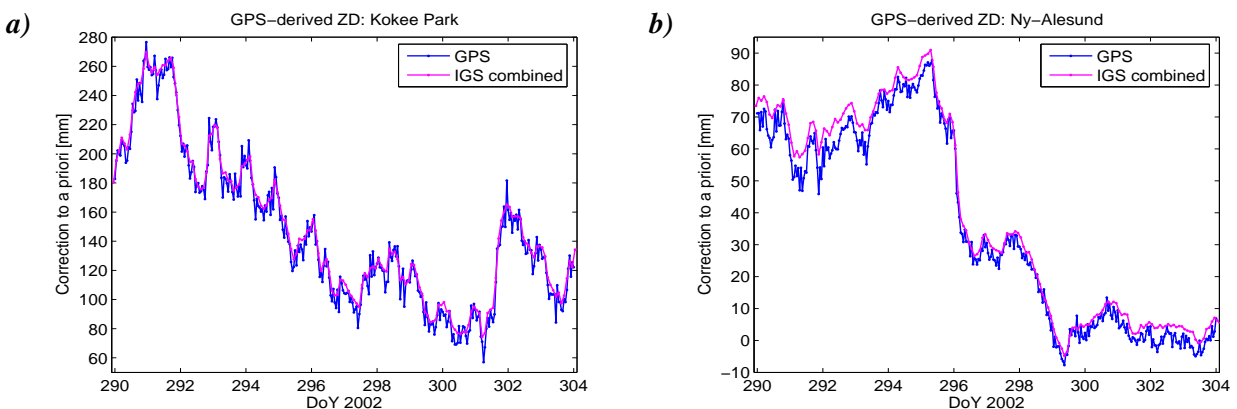 a)
GPS−derived ZD: Kokee Park
280
260
240
220
200
180
160
140
120
100
80
60
Correction to a priori [mm]
GPS
IGS combined
290 292 294 296 298 300 302 304
DoY 2002
b)
GPS−derived ZD: Ny−Alesund
90
80
70
60
50
40
30
20
10
0
−10
Correction to a priori [mm]
GPS
IGS combined
290 292 294 296 298 300 302 304
DoY 2002